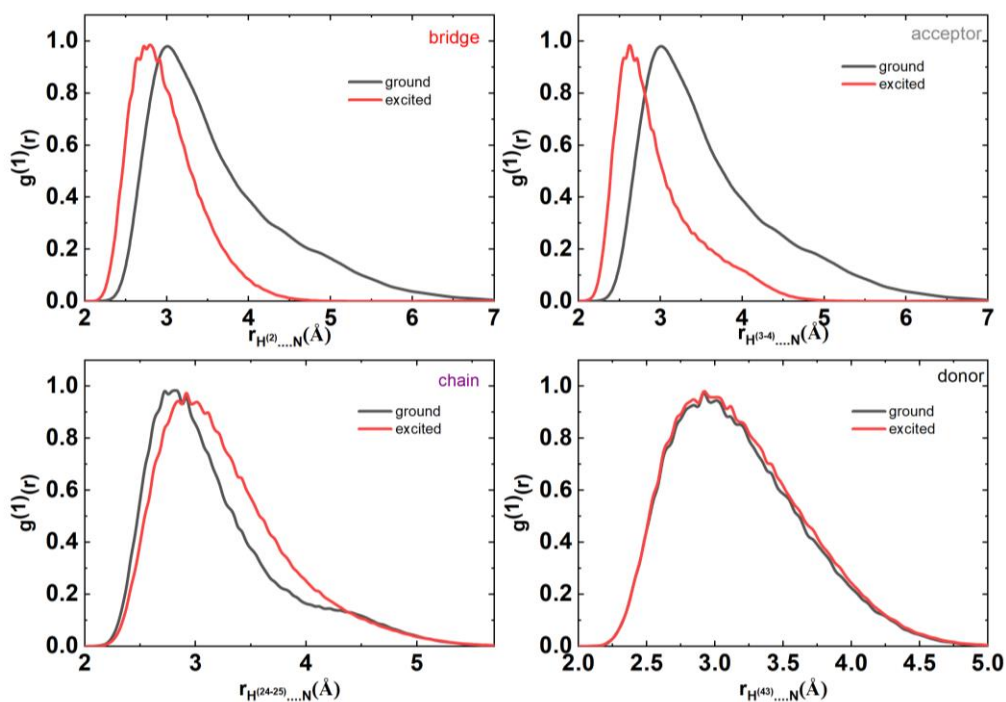 bridge
ground
excited
g(1)(r)
1.0
0.8
0.6
0.4
0.2
0.0
2 3 4 5 6 7
rH(2)....N(Å)
acceptor
ground
excited
g(1)(r)
1.0
0.8
0.6
0.4
0.2
0.0
2 3 4 5 6 7
rH(3-4)....N(Å)
chain
ground
excited
g(1)(r)
1.0
0.8
0.6
0.4
0.2
0.0
2 3 4 5
rH(24-25)....N(Å)
donor
ground
excited
g(1)(r)
1.0
0.8
0.6
0.4
0.2
0.0
2.0 2.5 3.0 3.5 4.0 4.5 5.0
rH(43)....N(Å)